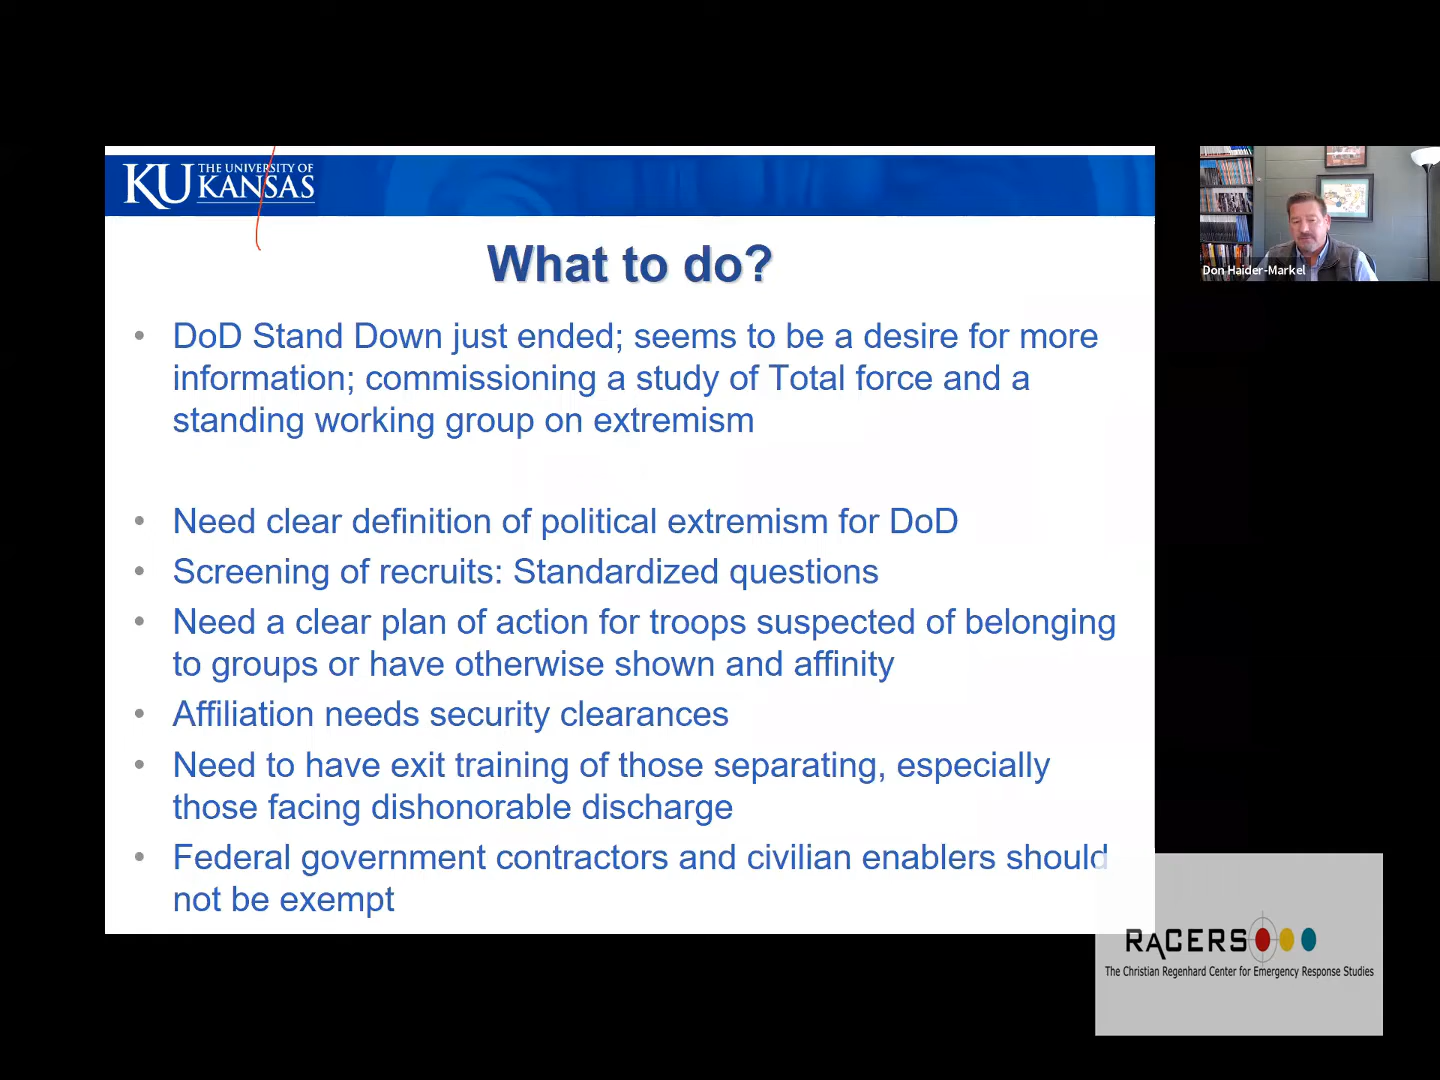 KU THE UNIVERSITY OF
KANSAS
What to do?
• DoD Stand Down just ended; seems to be a desire for more
information; commissioning a study of Total force and a
standing working group on extremism
• Need clear definition of political extremism for DoD
• Screening of recruits: Standardized questions
• Need a clear plan of action for troops suspected of belonging
to groups or have otherwise shown and affinity
• Affiliation needs security clearances
• Need to have exit training of those separating, especially
those facing dishonorable discharge
• Federal government contractors and civilian enablers should
not be exempt
Don Haider-Markel
RACERS
The Christian Regenhard Center for Emergency Response Studies